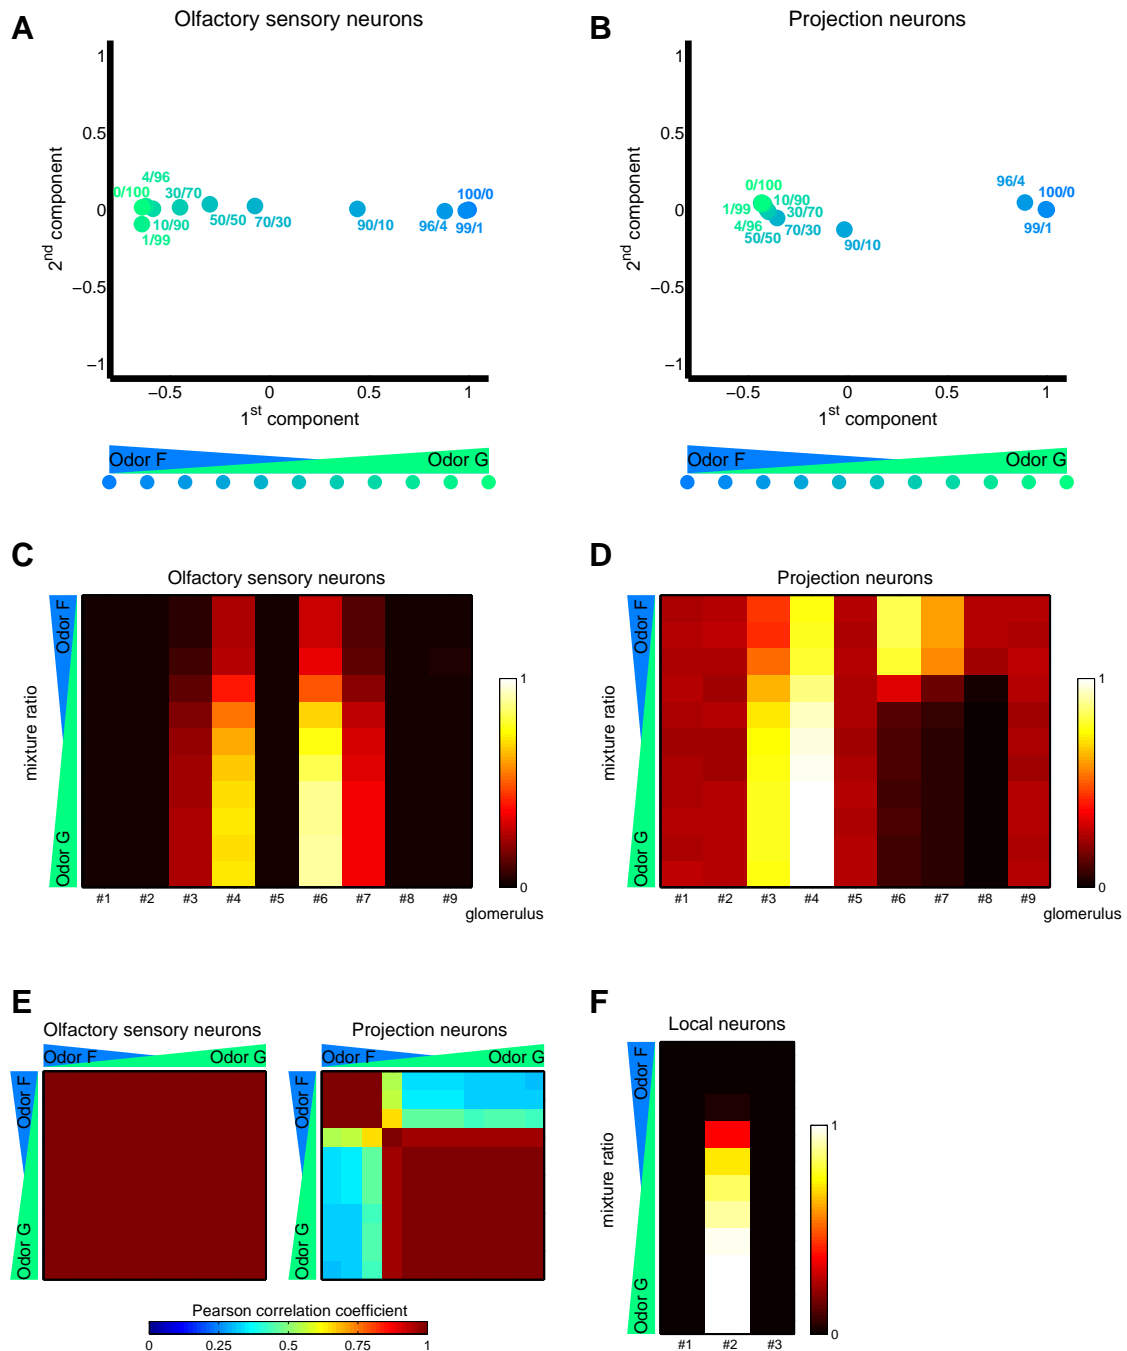 A
Olfactory sensory neurons
1
0.5
0
−0.5
−1
2nd component
4/96
0/100
30/70
10/90
1/99
50/50
70/30
90/10
96/4
100/0
99/1
−0.5
0
0.5
1
1st component
Odor F
Odor G
B
Projection neurons
1
0.5
0
−0.5
−1
2nd component
0/100
1/99
10/90
30/70
4/96
50/50
70/30
90/10
96/4
100/0
99/1
−0.5
0
0.5
1
1st component
Odor F
Odor G
C
Olfactory sensory neurons
mixture ratio
Odor F
Odor G
#1 #2 #3 #4 #5 #6 #7 #8 #9
glomerulus
1
0
D
Projection neurons
mixture ratio
Odor F
Odor G
#1 #2 #3 #4 #5 #6 #7 #8 #9
glomerulus
1
0
E
Olfactory sensory neurons
Odor F
Odor G
Odor F
Odor G
Projection neurons
Odor F
Odor G
Odor F
Odor G
Pearson correlation coefficient
0 0.25 0.5 0.75 1
F
Local neurons
mixture ratio
Odor F
Odor G
#1 #2 #3
1
0